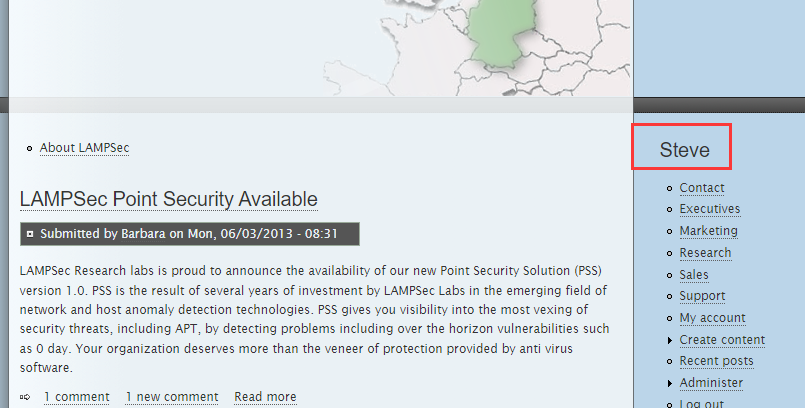 About LAMPSec
LAMPSec Point Security Available
Submitted by Barbara on Mon, 06/03/2013 - 08:31
LAMPSec Research labs is proud to announce the availability of our new Point Security Solution (PSS)
version 1.0. PSS is the result of several years of investment by LAMPSec Labs in the emerging field of
network and host anomaly detection technologies. PSS gives you visibility into the most vexing of
security threats, including APT, by detecting problems including over the horizon vulnerabilities such
as 0 day. Your organization deserves more than the veneer of protection provided by anti virus
software.
1 comment 1 new comment Read more
Steve
Contact
Executives
Marketing
Research
Sales
Support
My account
Create content
Recent posts
Administer
Log out